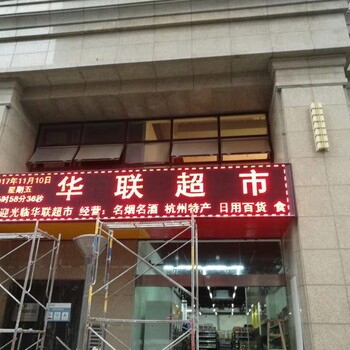 2017年11月10日
星期五
时58分36秒
华联超市
迎光临华联超市 经营：名烟名酒 杭州特产 日用百货 食